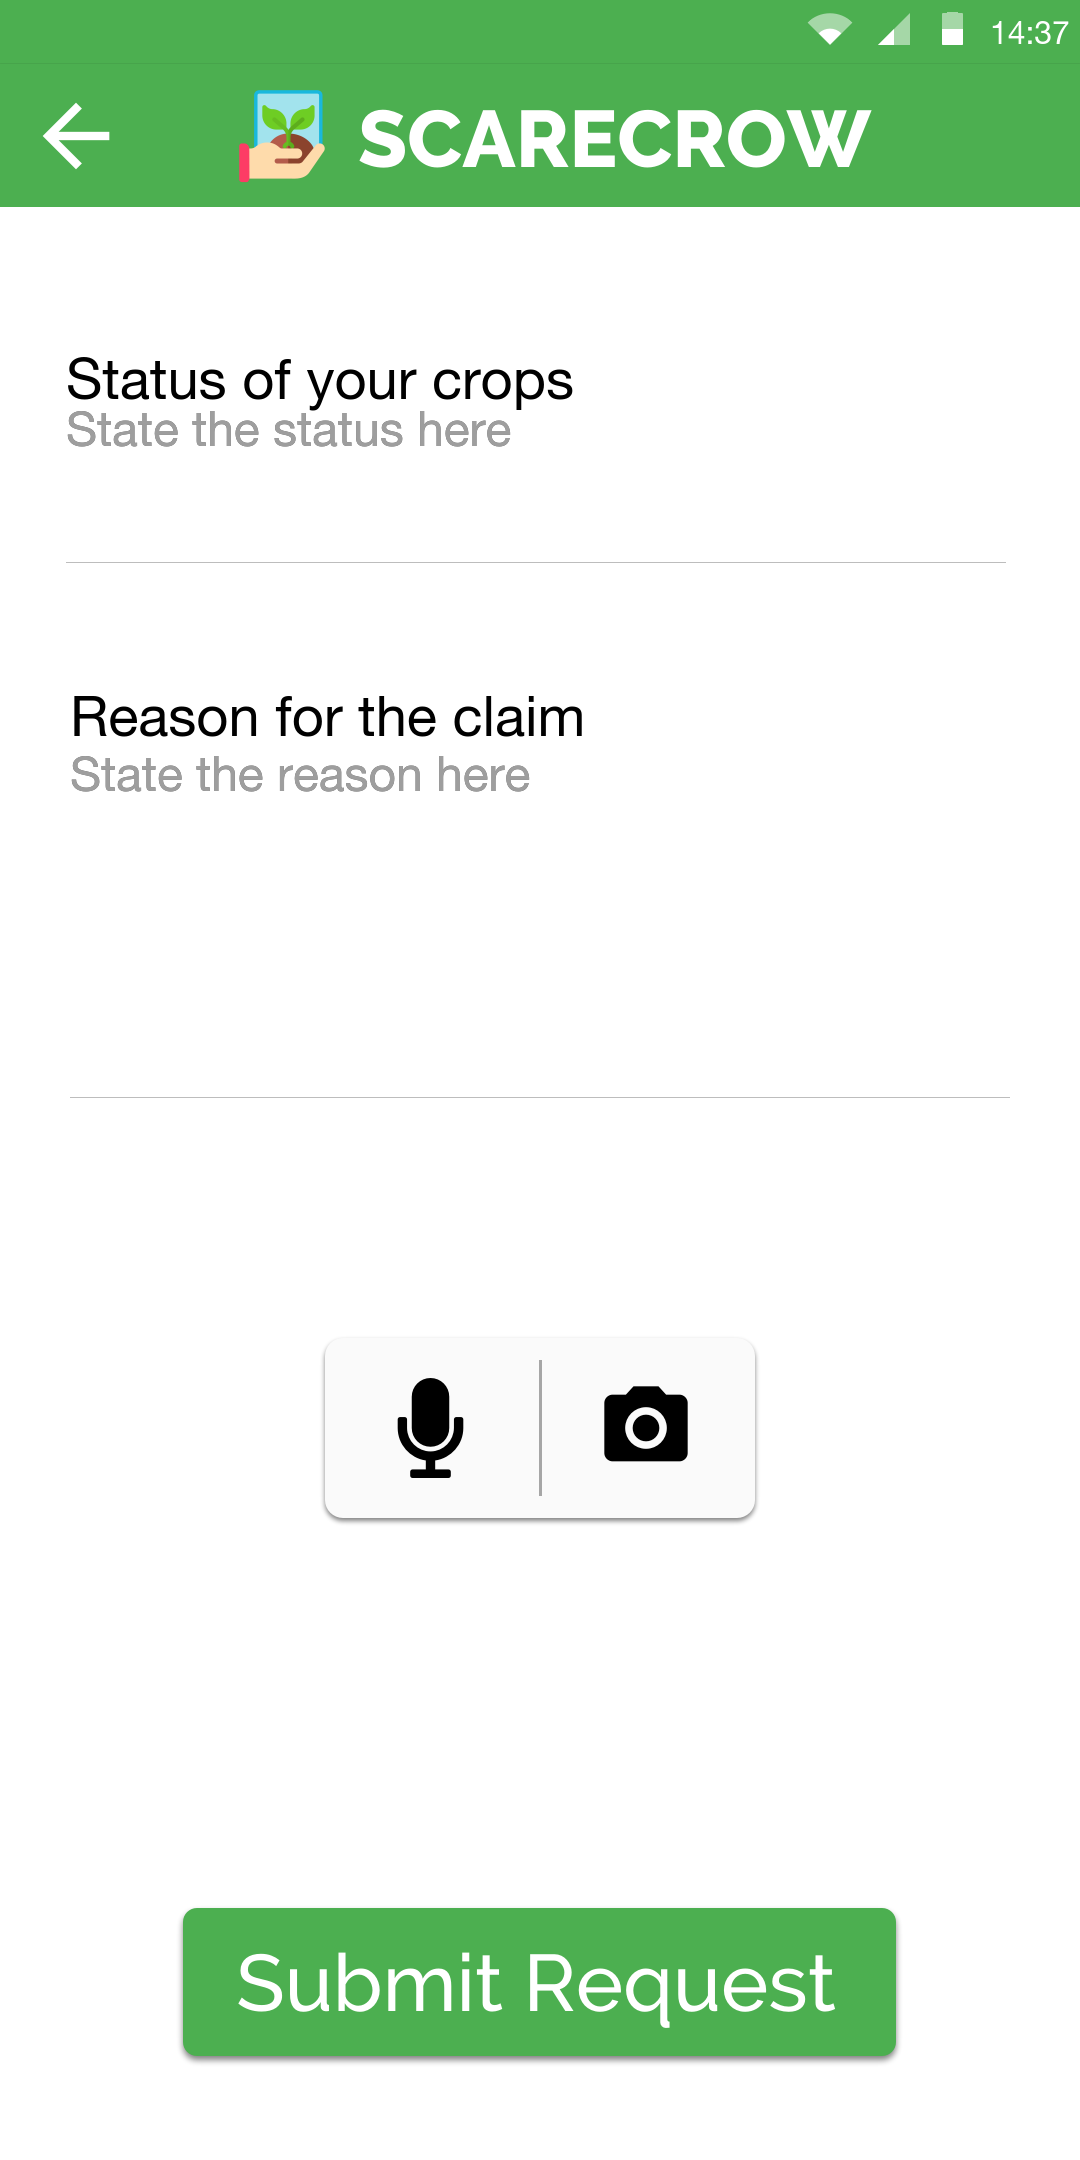 14:37
SCARECROW
Status of your crops
State the status here
Reason for the claim
State the reason here
Submit Request